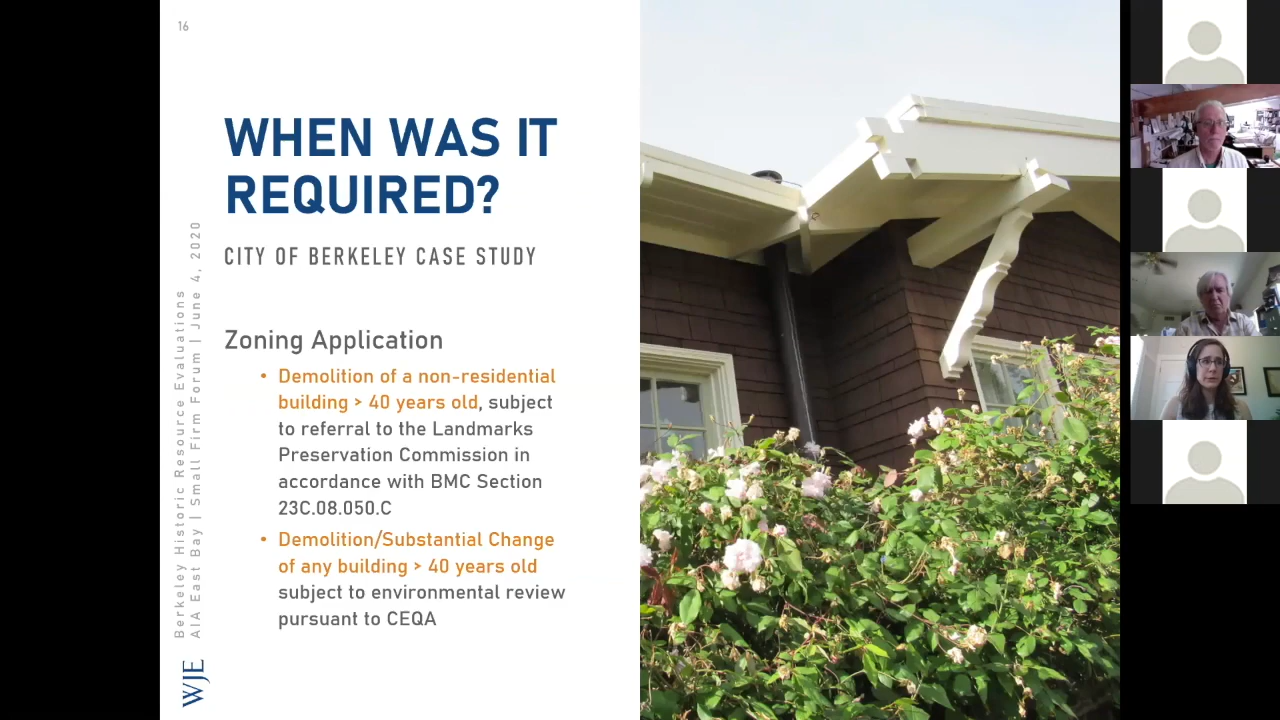 16
WHEN WAS IT
REQUIRED?
CITY OF BERKELEY CASE STUDY
Zoning Application
• Demolition of a non-residential
building > 40 years old, subject
to referral to the Landmarks
Preservation Commission in
accordance with BMC Section
23C.08.050.C
• Demolition/Substantial Change
of any building > 40 years old
subject to environmental review
pursuant to CEQA
Berkeley Historic Resource Evaluations
AIA East Bay | Small Firm Forum | June 4, 2020
WJE